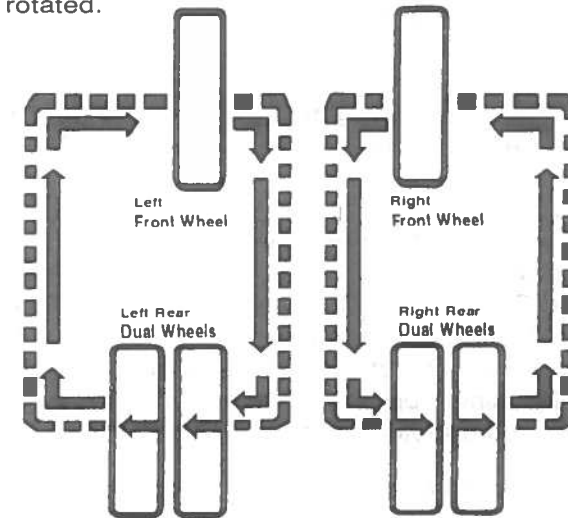 rotated.
Left
Front Wheel
Right
Front Wheel
Left Rear
Dual Wheels
Right Rear
Dual Wheels